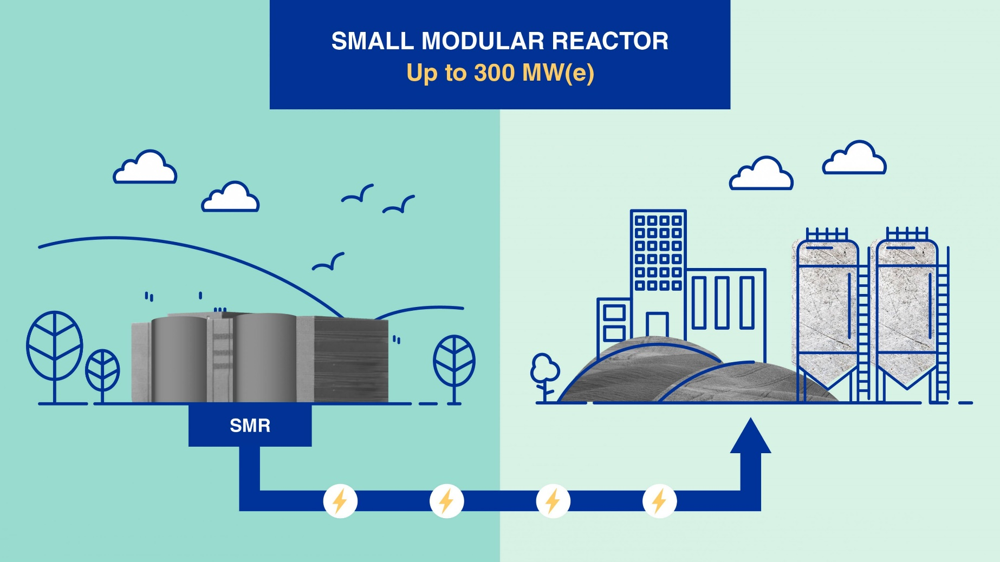 SMALL MODULAR REACTOR
Up to 300 MW(e)
SMR